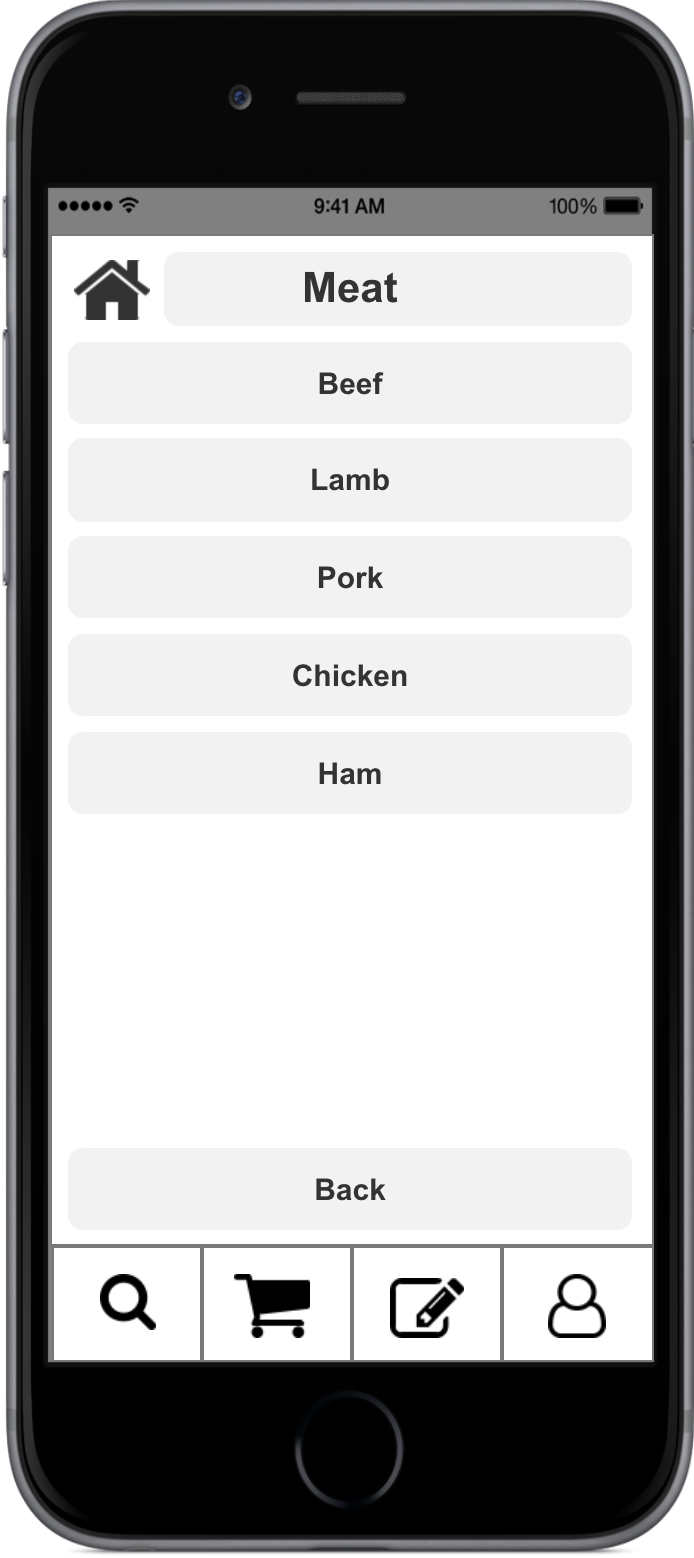 9:41 AM 100%
Meat
Beef
Lamb
Pork
Chicken
Ham
Back